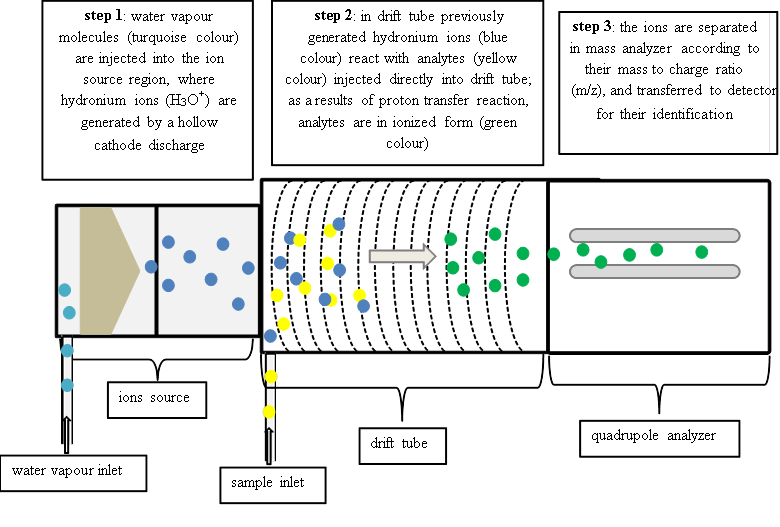 step 1: water vapour
molecules (turquoise colour)
are injected into the ion
source region, where
hydronium ions (H3O+) are
generated by a hollow
cathode discharge
step 2: in drift tube previously
generated hydronium ions (blue
colour) react with analytes (yellow
colour) injected directly into drift tube;
as a results of proton transfer reaction,
analytes are in ionized form (green
colour)
step 3: the ions are separated
in mass analyzer according to
their mass to charge ratio
(m/z), and transferred to detector
for their identification
ions source
drift tube
quadrupole analyzer
water vapour inlet
sample inlet